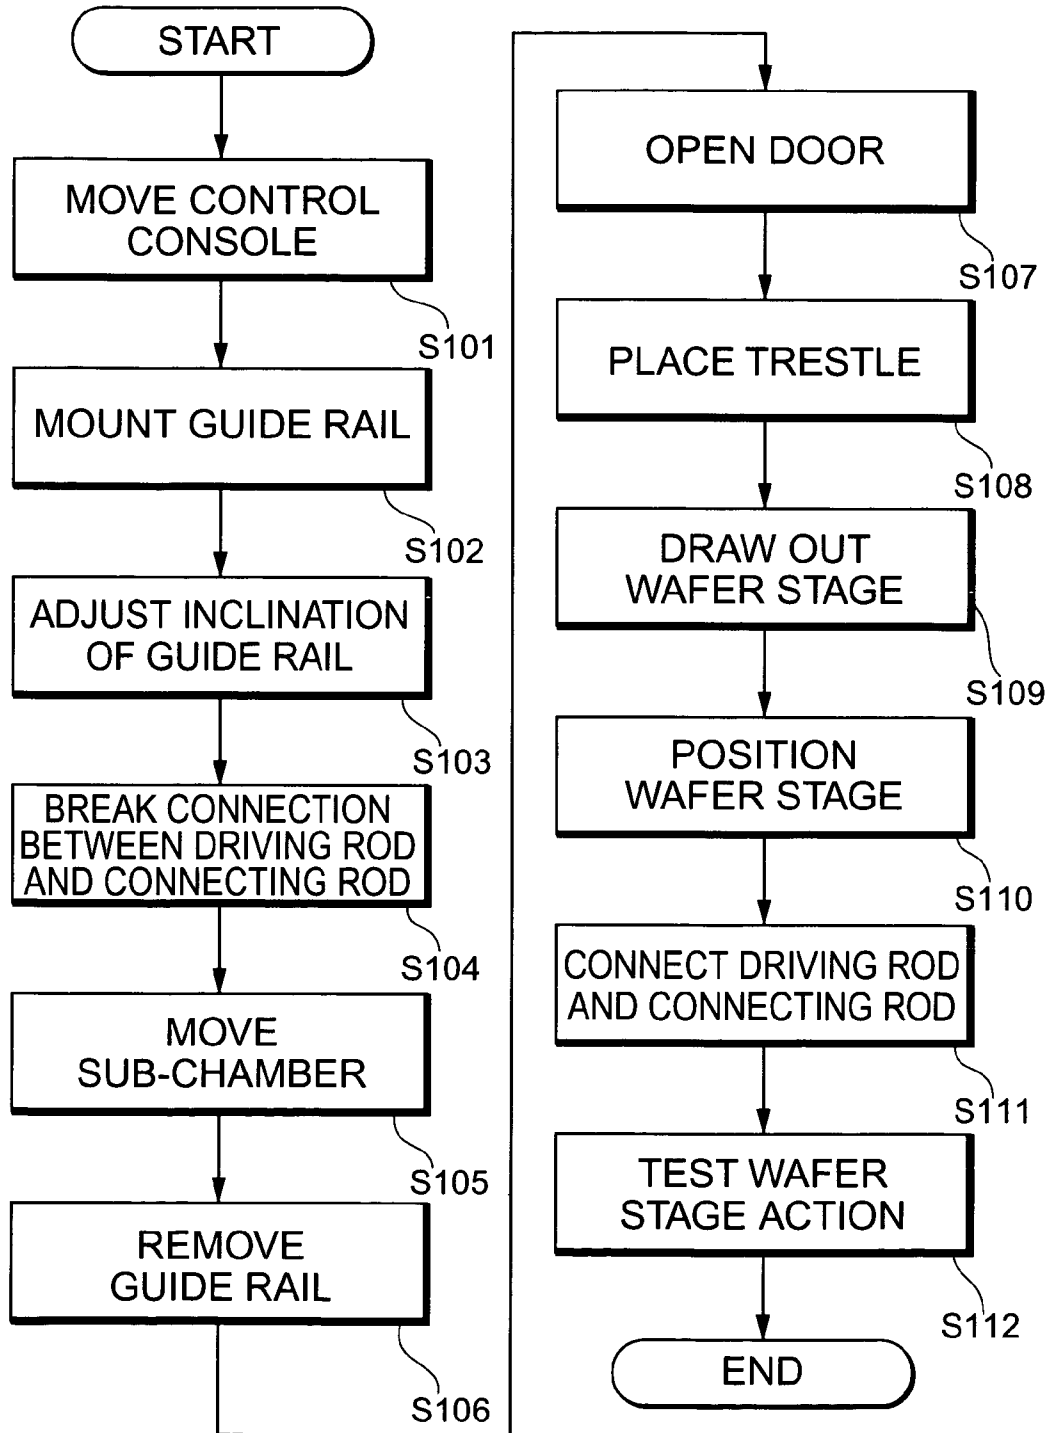 START
MOVE CONTROL
CONSOLE
S101
MOUNT GUIDE RAIL
S102
ADJUST INCLINATION
OF GUIDE RAIL
S103
BREAK CONNECTION
BETWEEN DRIVING ROD
AND CONNECTING ROD
S104
MOVE
SUB-CHAMBER
S105
REMOVE
GUIDE RAIL
S106
OPEN DOOR
S107
PLACE TRESTLE
S108
DRAW OUT
WAFER STAGE
S109
POSITION
WAFER STAGE
S110
CONNECT DRIVING ROD
AND CONNECTING ROD
S111
TEST WAFER
STAGE ACTION
S112
END